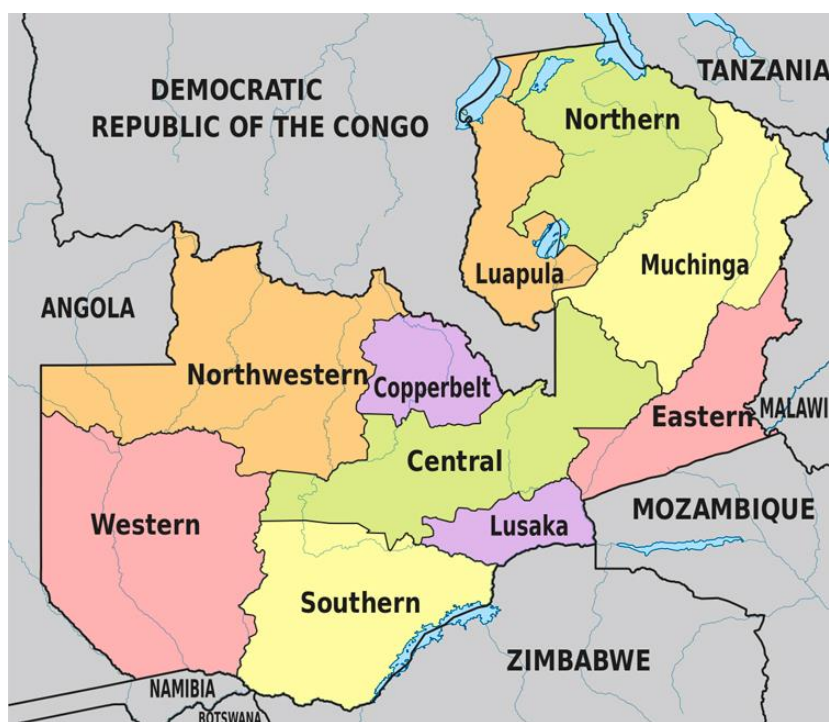 TANZANIA
DEMOCRATIC
REPUBLIC OF THE CONGO
Northern
Muchinga
Luapula
ANGOLA
Northwestern
Copperbelt
Eastern
MALAWI
Central
MOZAMBIQUE
Western
Lusaka
Southern
ZIMBABWE
NAMIBIA
BOTSWANA